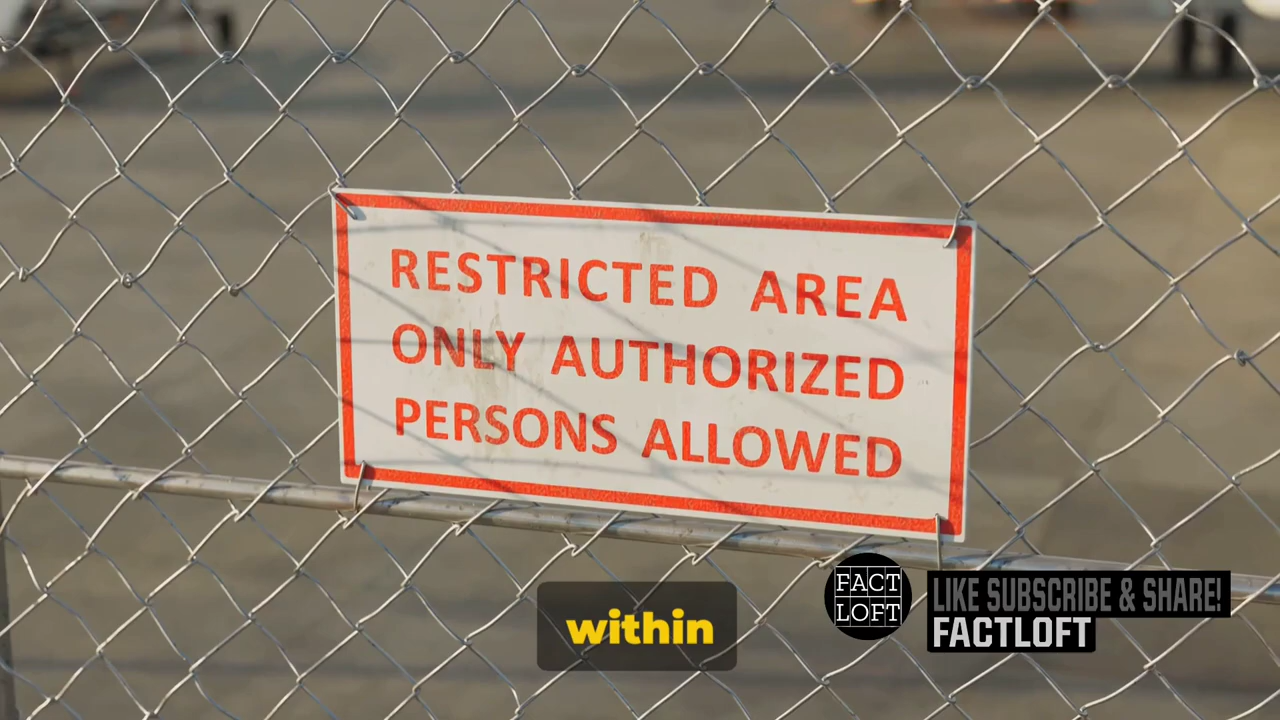 RESTRICTED AREA
ONLY AUTHORIZED
PERSONS ALLOWED
within
FACT
LOFT
LIKE SUBSCRIBE & SHARE!
FACTLOFT